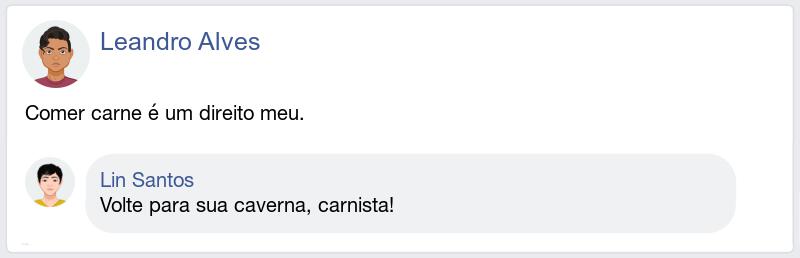 Leandro Alves
Comer carne é um direito meu.
Lin Santos
Volte para sua caverna, carnista!